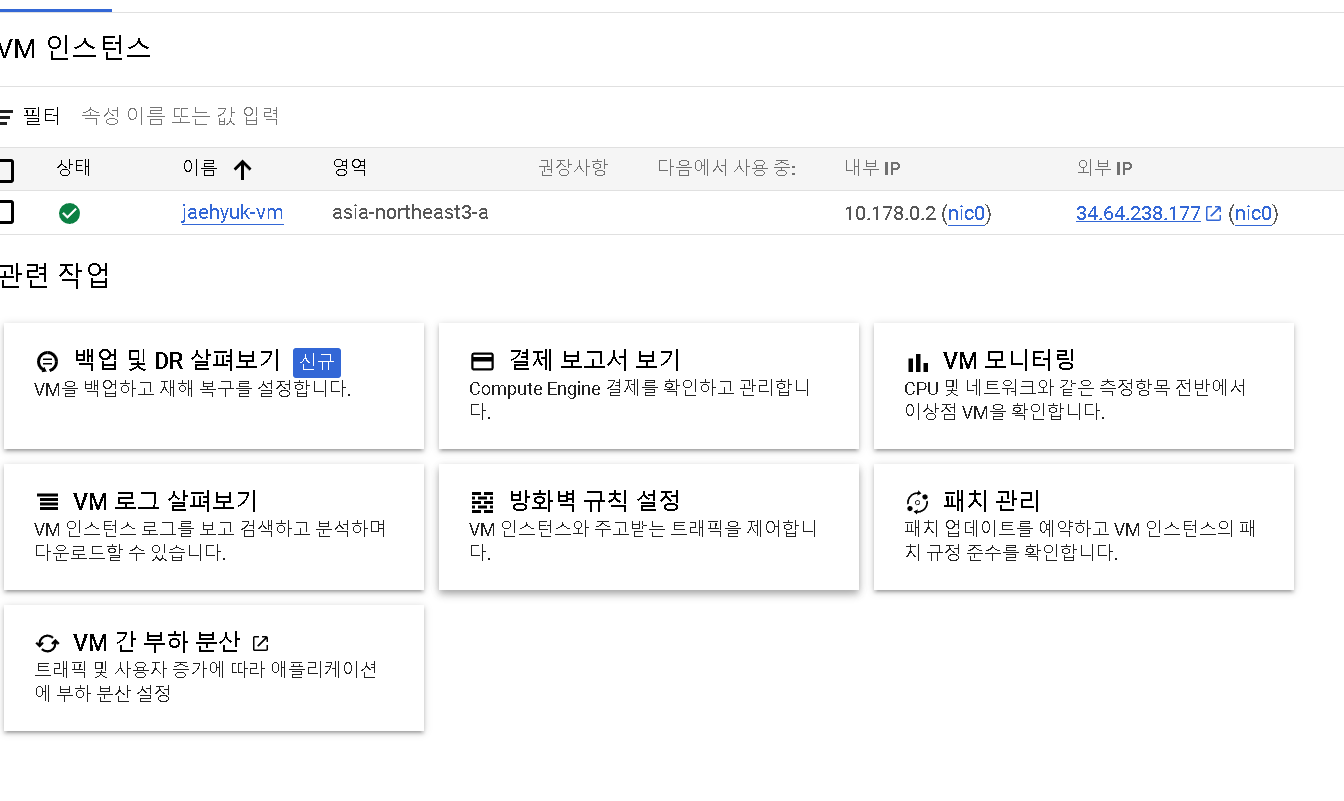 VM 인스턴스
필터 속성 이름 또는 값 입력
상태 이름 영역 권장사항 다음에서 사용 중: 내부 IP 외부 IP
jaehyuk-vm asia-northeast3-a 10.178.0.2 (nic0) 34.64.238.177 (nic0)
관련 작업
백업 및 DR 살펴보기 신규
VM을 백업하고 재해 복구를 설정합니다.
결제 보고서 보기
Compute Engine 결제를 확인하고 관리합니
다.
VM 모니터링
CPU 및 네트워크와 같은 측정항목 전반에서
이상점 VM을 확인합니다.
VM 로그 살펴보기
VM 인스턴스 로그를 보고 검색하고 분석하며
다운로드할 수 있습니다.
방화벽 규칙 설정
VM 인스턴스와 주고받는 트래픽을 제어합니
다.
패치 관리
패치 업데이트를 예약하고 VM 인스턴스의 패
치 규정 준수를 확인합니다.
VM 간 부하 분산
트래픽 및 사용자 증가에 따라 애플리케이션
에 부하 분산 설정